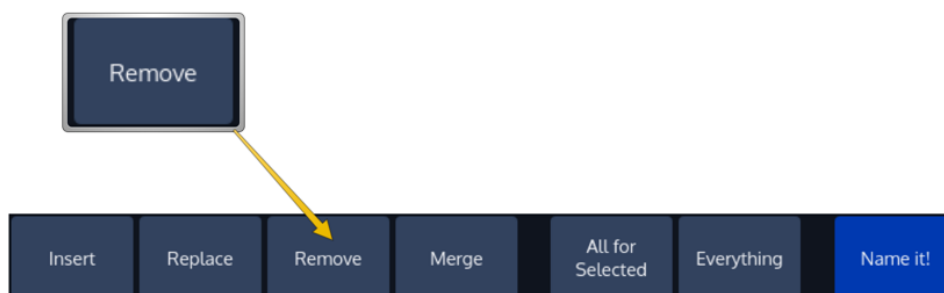 Remove
Insert
Replace
Remove
Merge
All for
Selected
Everything
Name it!